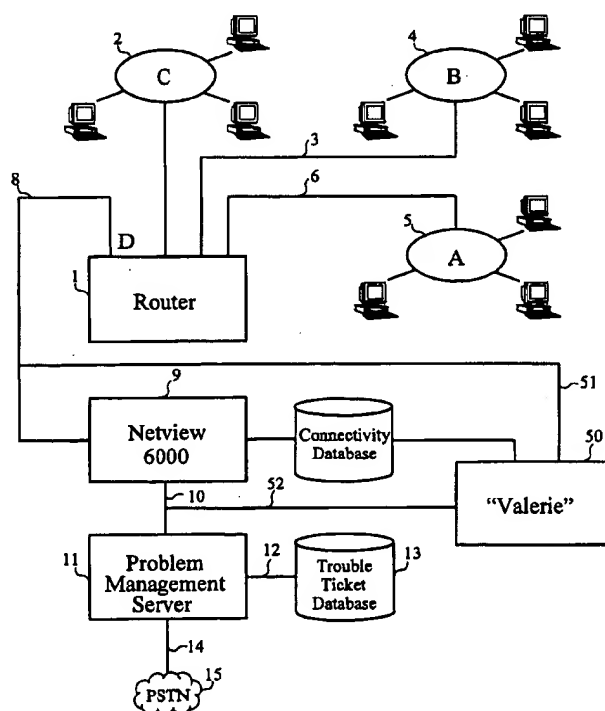 2
4
C
B
3
8
6
D
5
1
Router
A
9
51
Netview
6000
Connectivity
Database
50
10
52
"Valerie"
11
Problem
Management
Server
12
Trouble
Ticket
Database
13
14
PSTN
15